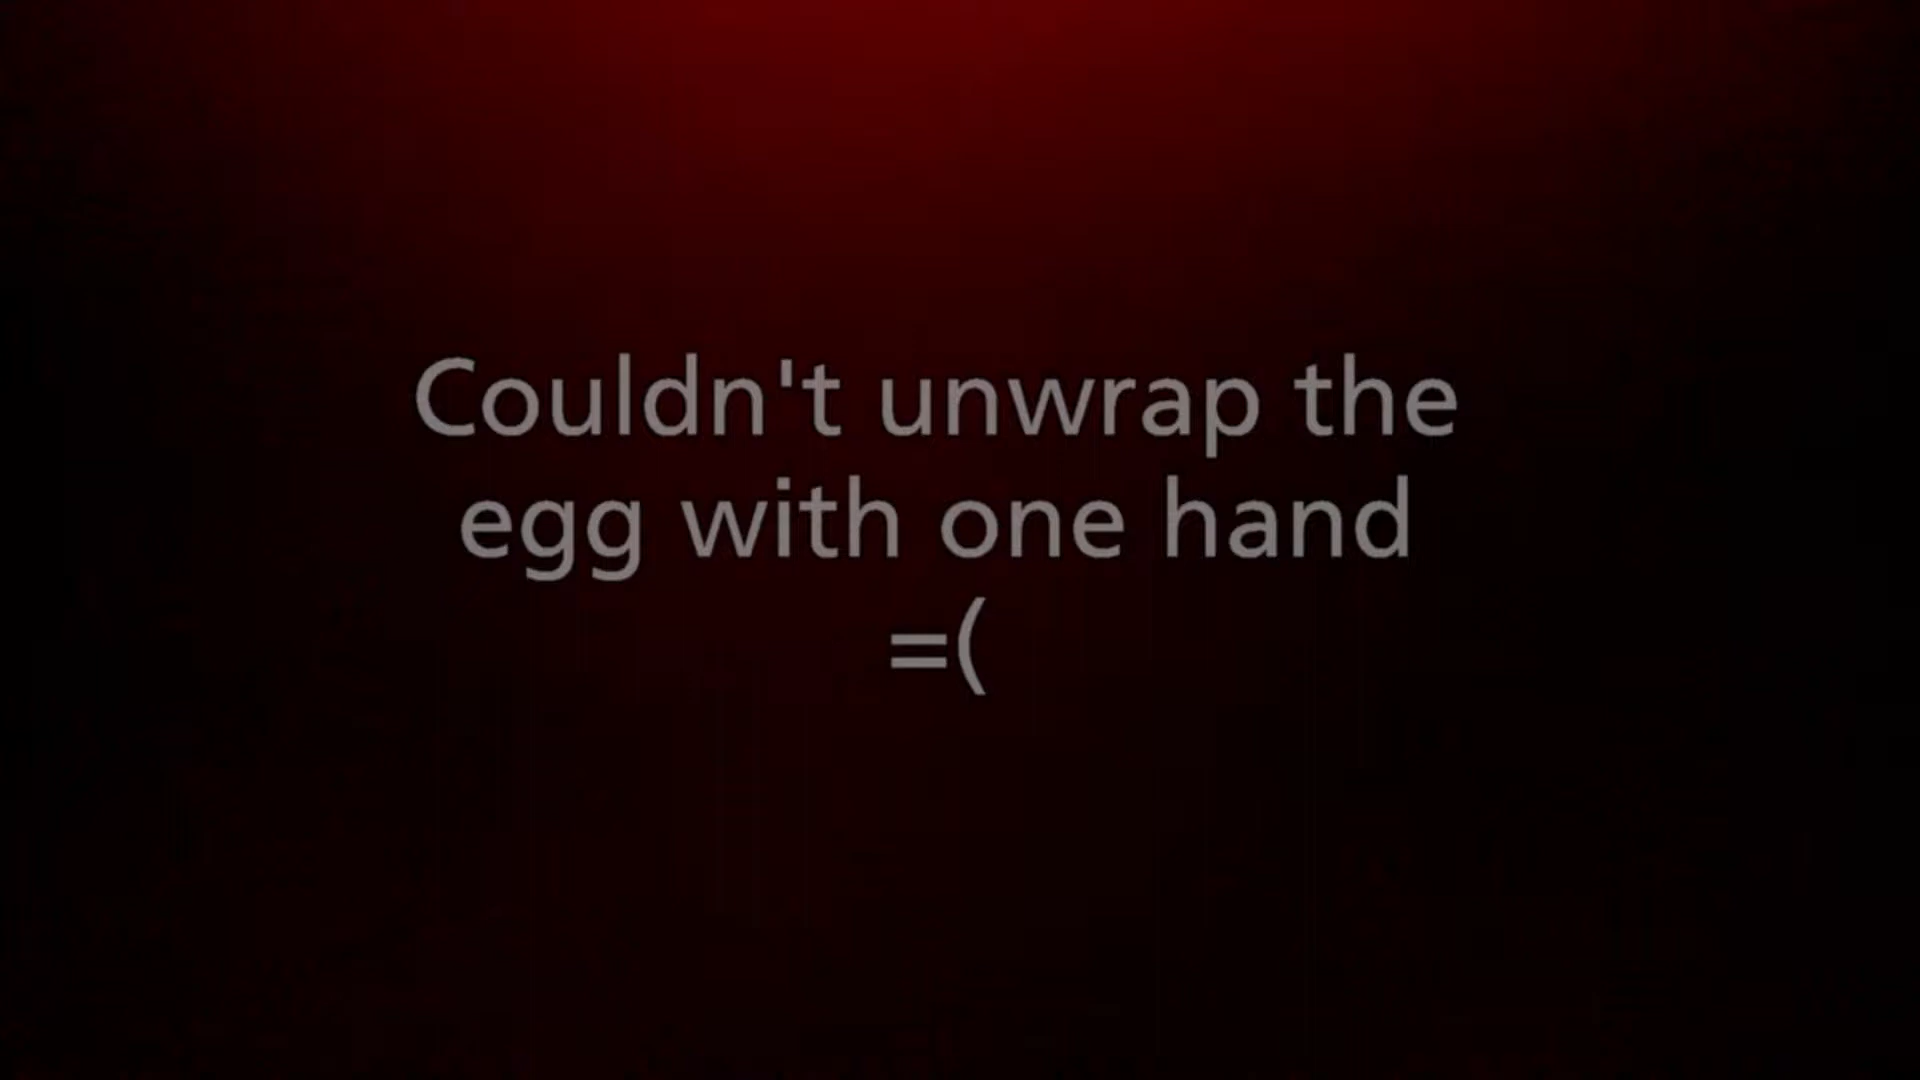 Couldn't unwrap the
egg with one hand
=(